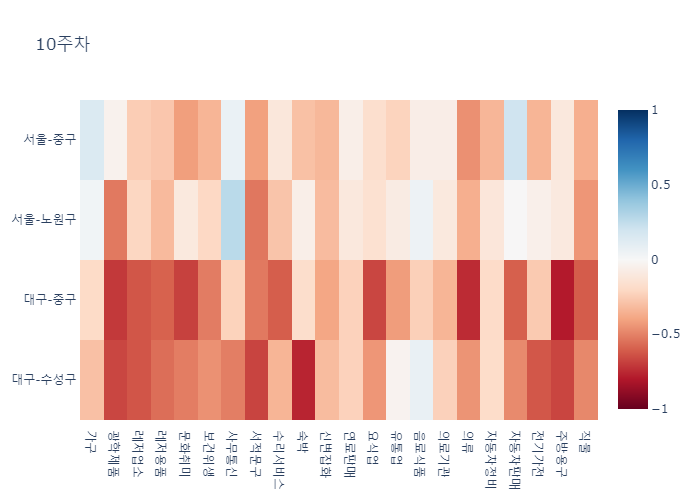 10주차
서울-중구
서울-노원구
대구-중구
대구-수성구
가구
광학제품
레저업소
레저용품
문화취미
보건위생
사무통신
서적문구
수리서비스
숙박
신변잡화
연료판매
요식업
유통업
음료식품
의료기관
의류
자동차정비
자동차판매
전기가전
주방용구
직물
1
0.5
0
−0.5
−1